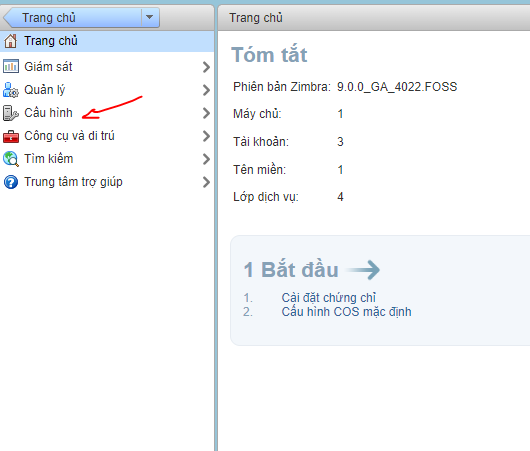 Trang chủ
Trang chủ
Giám sát
Quản lý
Cấu hình
Công cụ và di trú
Tìm kiếm
Trung tâm trợ giúp
Trang chủ
Tóm tắt
Phiên bản Zimbra: 9.0.0_GA_4022.FOSS
Máy chủ: 1
Tài khoản: 3
Tên miền: 1
Lớp dịch vụ: 4
1 Bắt đầu
1. Cài đặt chứng chỉ
2. Cấu hình COS mặc định